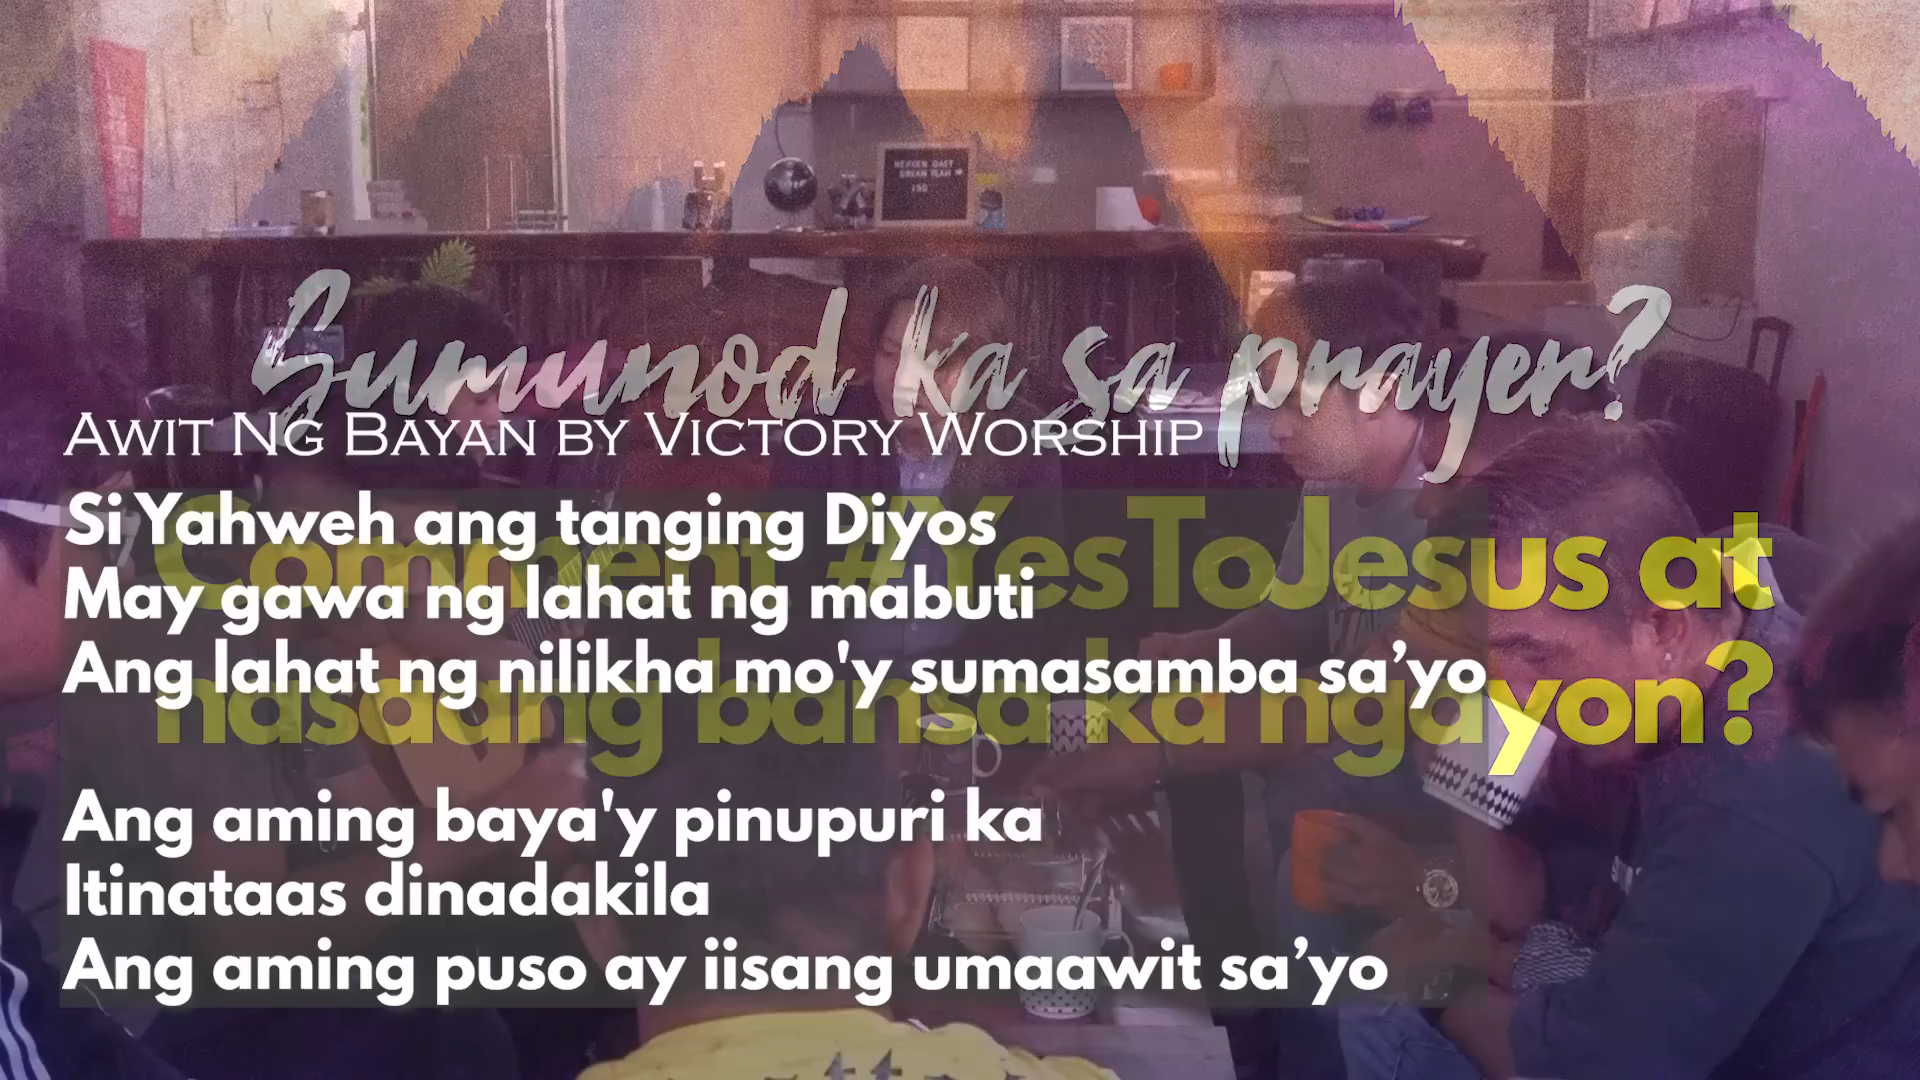 Sumunod ka sa prayer?
AWIT NG BAYAN BY VICTORY WORSHIP
Comment #YesToJesus at
nasaang bansa ka ngayon?
Si Yahweh ang tanging Diyos
May gawa ng lahat ng mabuti
Ang lahat ng nilikha mo'y sumasamba sa’yo
Ang aming baya'y pinupuri ka
Itinataas dinadakila
Ang aming puso ay iisang umaawit sa’yo